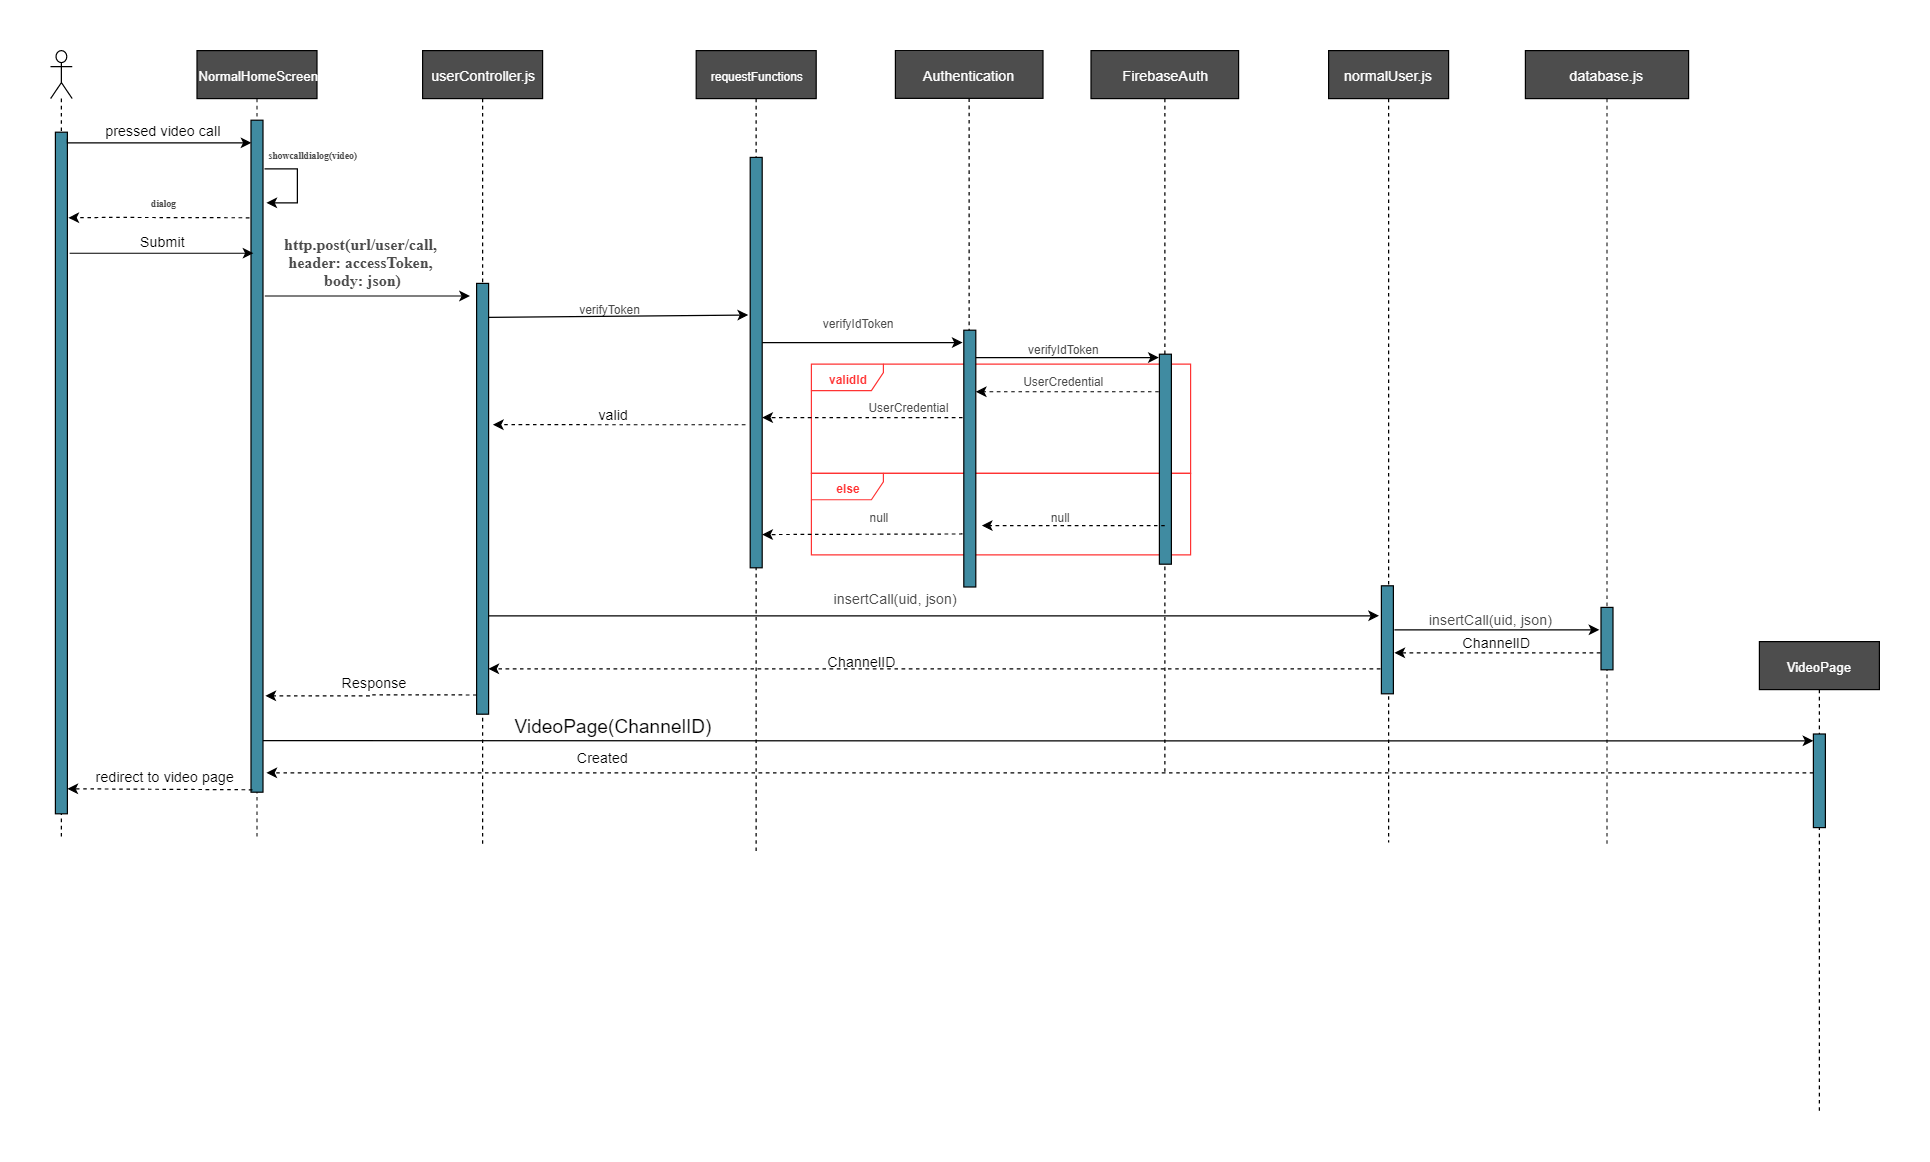 NormalHomeScreen
userController.js
requestFunctions
Authentication
FirebaseAuth
normalUser.js
database.js
pressed video call
showcalldialog(video)
dialog
Submit
http.post(url/user/call,
header: accessToken,
body: json)
verifyToken
verifyIdToken
verifyIdToken
validId
UserCredential
UserCredential
valid
else
null
null
insertCall(uid, json)
insertCall(uid, json)
ChannelID
ChannelID
VideoPage
Response
VideoPage(ChannelID)
Created
redirect to video page